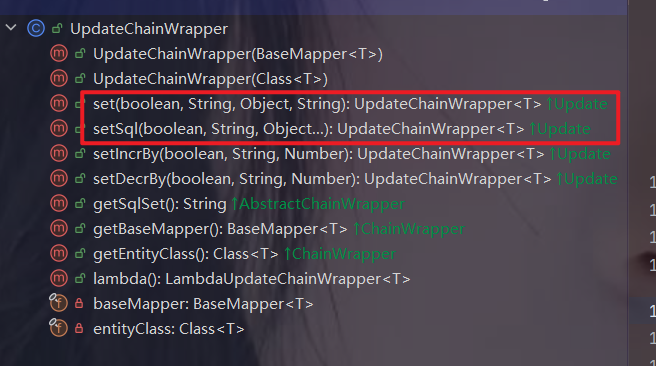 UpdateChainWrapper
UpdateChainWrapper(BaseMapper<T>)
UpdateChainWrapper(Class<T>)
set(boolean, String, Object, String): UpdateChainWrapper<T> ↑Update
setSql(boolean, String, Object...): UpdateChainWrapper<T> ↑Update
setIncrBy(boolean, String, Number): UpdateChainWrapper<T> ↑Update
setDecrBy(boolean, String, Number): UpdateChainWrapper<T> ↑Update
getSqlSet(): String ↑AbstractChainWrapper
getBaseMapper(): BaseMapper<T> ↑ChainWrapper
getEntityClass(): Class<T> ↑ChainWrapper
lambda(): LambdaUpdateChainWrapper<T>
baseMapper: BaseMapper<T>
entityClass: Class<T>